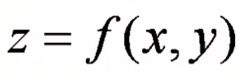 z = f(x, y)